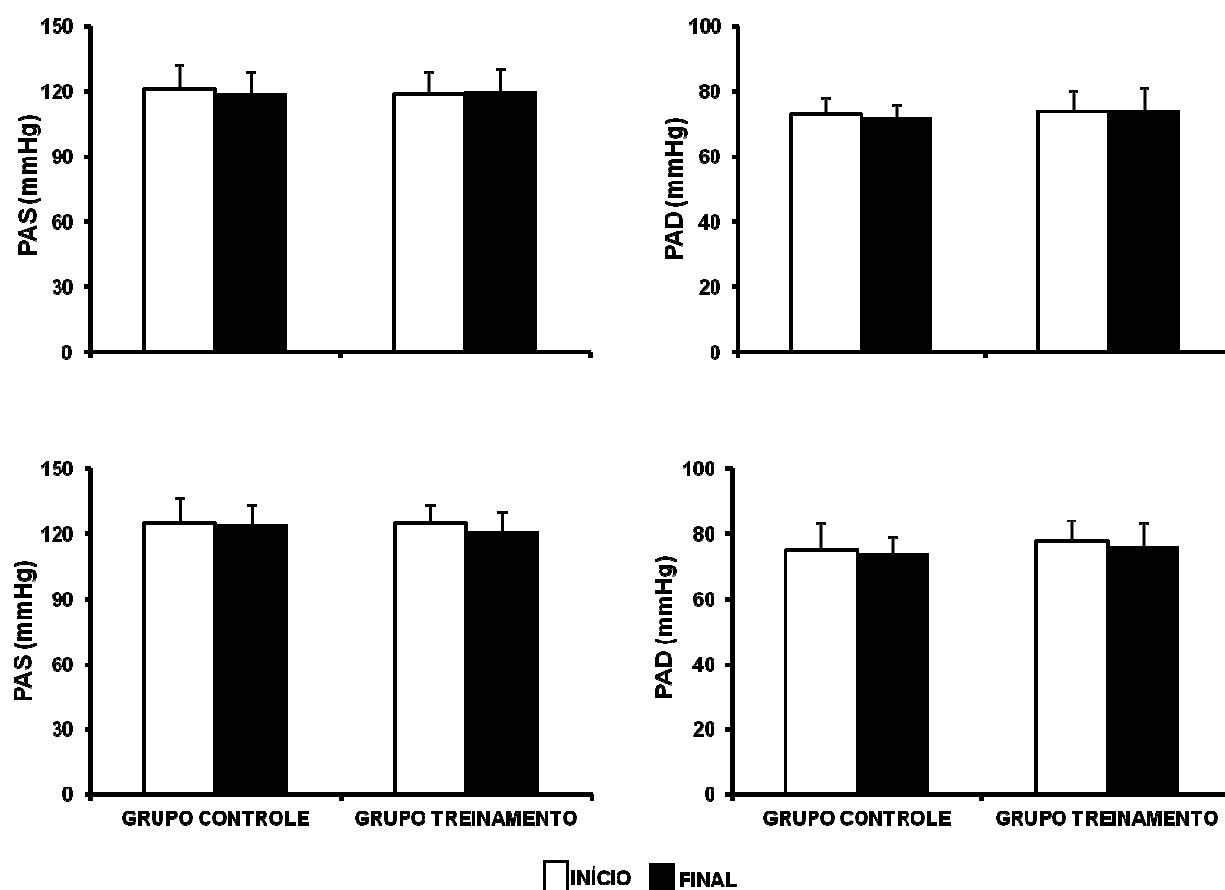 PAS (mmHg)
150
120
90
60
30
0
PAD (mmHg)
100
80
60
40
20
0
PAS (mmHg)
150
120
90
60
30
0
GRUPO CONTROLE
GRUPO TREINAMENTO
PAD (mmHg)
100
80
60
40
20
0
GRUPO CONTROLE
GRUPO TREINAMENTO
INÍCIO
FINAL